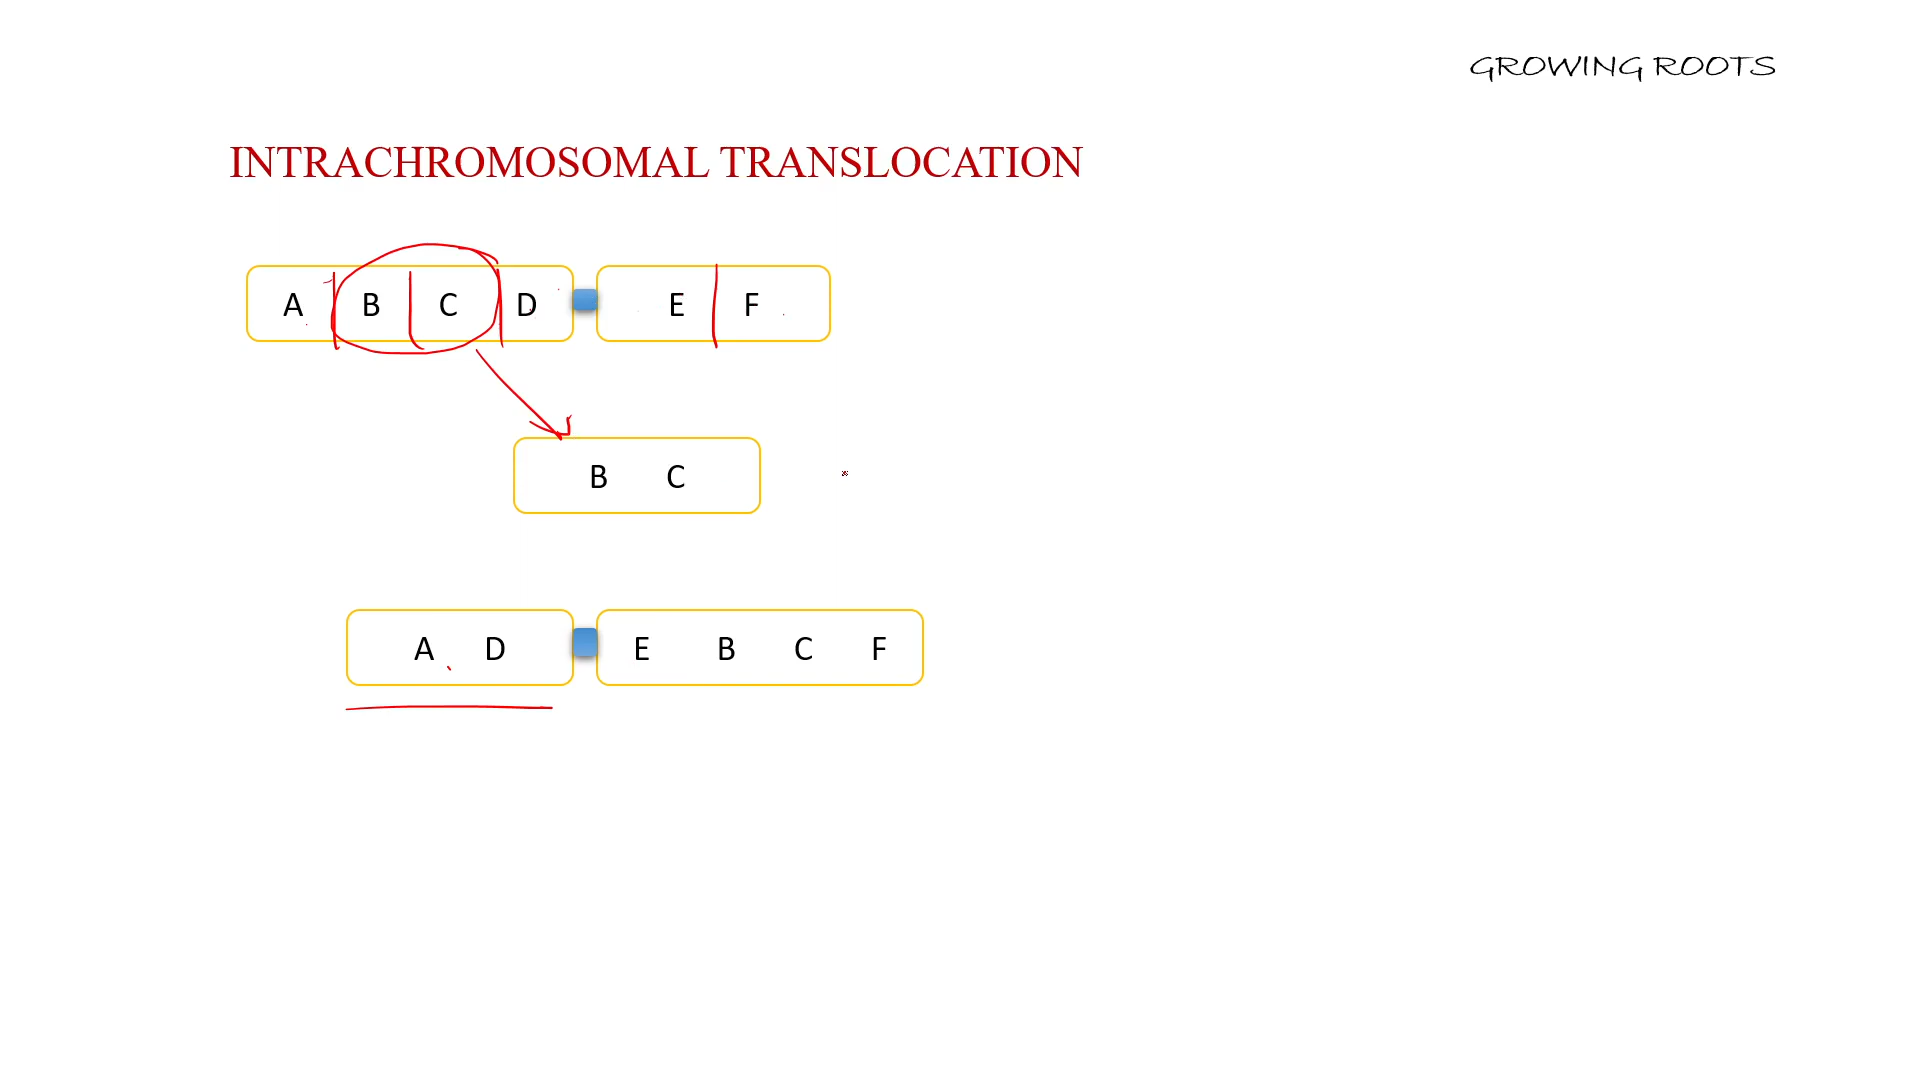 GROWING ROOTS
INTRACHROMOSOMAL TRANSLOCATION
A B C D E F
B C
A D E B C F